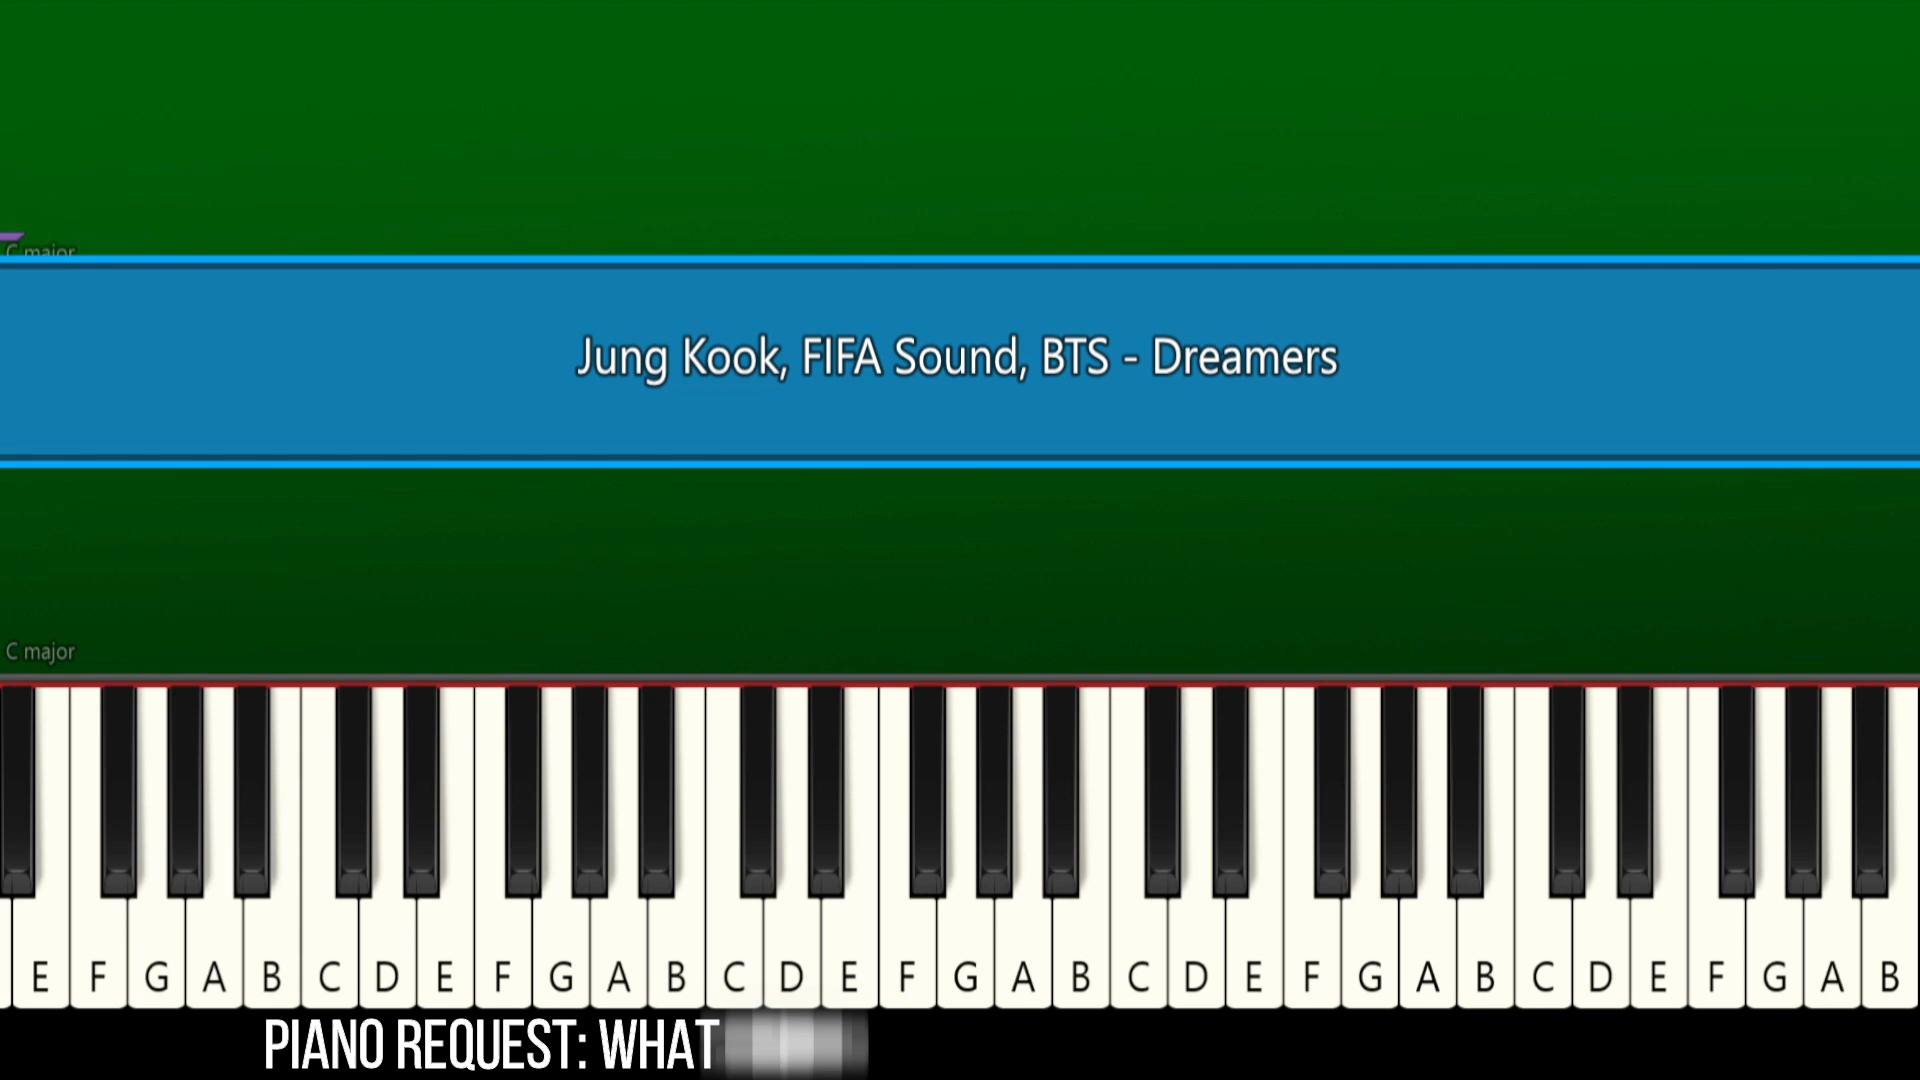 C major
Jung Kook, FIFA Sound, BTS - Dreamers
C major
E F G A B C D E F G A B C D E F G A B C D E F G A B C D E F G A B
PIANO REQUEST: WHAT